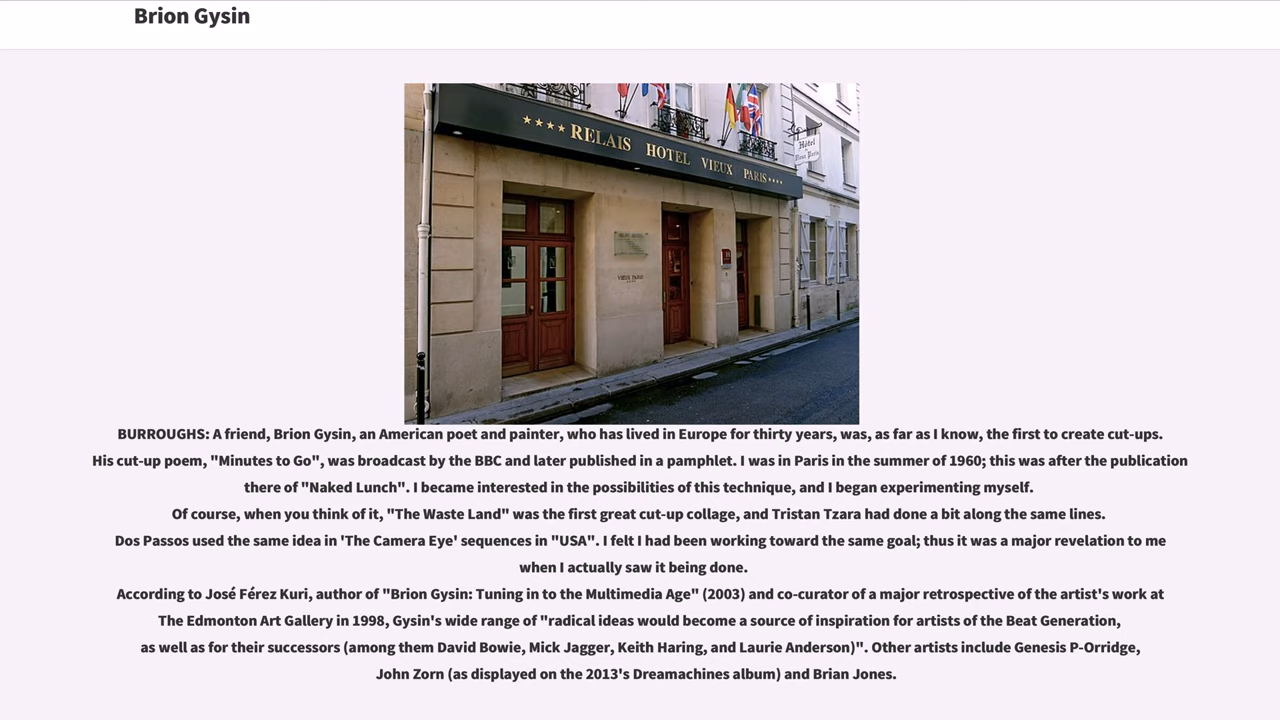 Brion Gysin
★★★★ RELAIS HOTEL VIEUX PARIS ★★★★
Hôtel
Vieux Paris
VIEUX PARIS
BURROUGHS: A friend, Brion Gysin, an American poet and painter, who has lived in Europe for thirty years, was, as far as I know, the first to create cut-ups.
His cut-up poem, "Minutes to Go", was broadcast by the BBC and later published in a pamphlet. I was in Paris in the summer of 1960; this was after the publication
there of "Naked Lunch". I became interested in the possibilities of this technique, and I began experimenting myself.
Of course, when you think of it, "The Waste Land" was the first great cut-up collage, and Tristan Tzara had done a bit along the same lines.
Dos Passos used the same idea in 'The Camera Eye' sequences in "USA". I felt I had been working toward the same goal; thus it was a major revelation to me
when I actually saw it being done.
According to José Férez Kuri, author of "Brion Gysin: Tuning in to the Multimedia Age" (2003) and co-curator of a major retrospective of the artist's work at
The Edmonton Art Gallery in 1998, Gysin's wide range of "radical ideas would become a source of inspiration for artists of the Beat Generation,
as well as for their successors (among them David Bowie, Mick Jagger, Keith Haring, and Laurie Anderson)". Other artists include Genesis P-Orridge,
John Zorn (as displayed on the 2013's Dreamachines album) and Brian Jones.